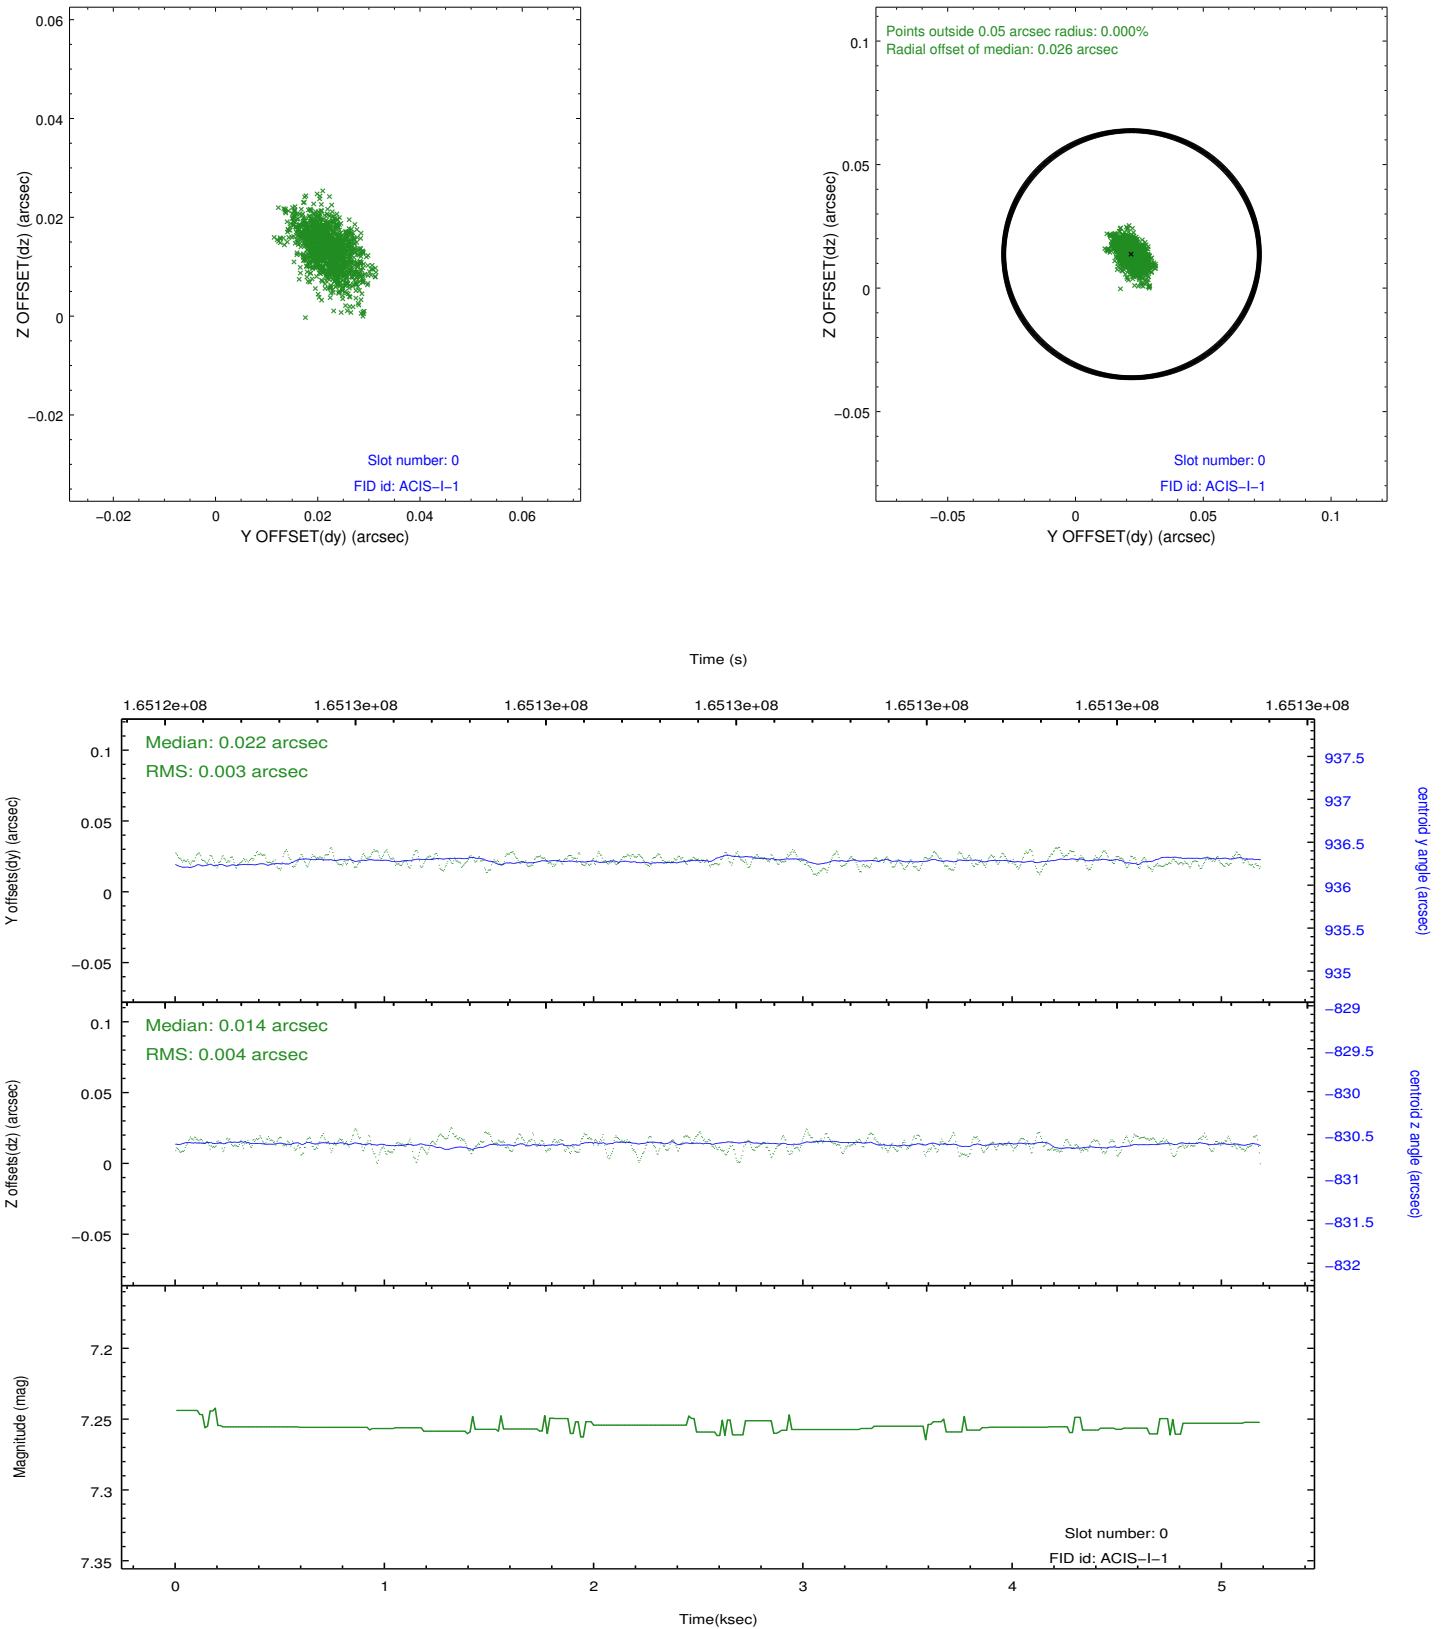 0.06
0.04
0.02
0
−0.02
Z OFFSET(dz) (arcsec)
Slot number: 0
FID id: ACIS−I−1
−0.02 0 0.02 0.04 0.06
Y OFFSET(dy) (arcsec)
Points outside 0.05 arcsec radius: 0.000%
Radial offset of median: 0.026 arcsec
0.1
0.05
0
−0.05
Z OFFSET(dz) (arcsec)
Slot number: 0
FID id: ACIS−I−1
−0.05 0 0.05 0.1
Y OFFSET(dy) (arcsec)
Time (s)
1.6512e+08 1.6513e+08 1.6513e+08 1.6513e+08 1.6513e+08 1.6513e+08 1.6513e+08
Median: 0.022 arcsec
RMS: 0.003 arcsec
0.1
0.05
0
−0.05
Y offsets(dy) (arcsec)
937.5
937
936.5
936
935.5
935
centroid y angle (arcsec)
Median: 0.014 arcsec
RMS: 0.004 arcsec
0.1
0.05
0
−0.05
Z offsets(dz) (arcsec)
−829
−829.5
−830
−830.5
−831
−831.5
−832
centroid z angle (arcsec)
7.2
7.25
7.3
7.35
Magnitude (mag)
Slot number: 0
FID id: ACIS−I−1
0 1 2 3 4 5
Time(ksec)